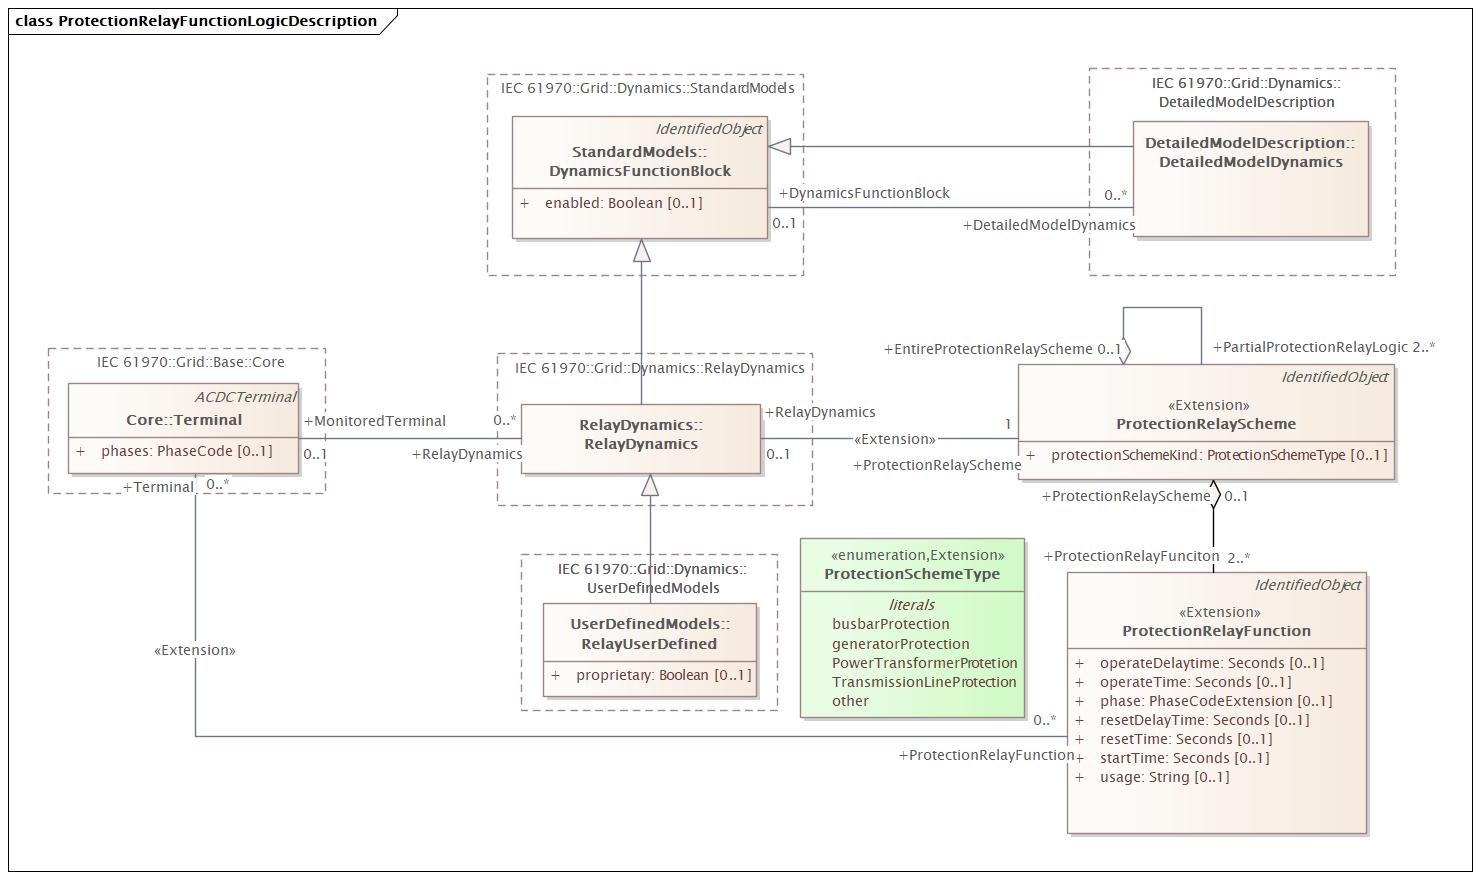 class ProtectionRelayFunctionLogicDescription
IEC 61970::Grid::Dynamics::StandardModels
IdentifiedObject
StandardModels::
DynamicsFunctionBlock
+ enabled: Boolean [0..1]
IEC 61970::Grid::Dynamics::
DetailedModelDescription
DetailedModelDescription::
DetailedModelDynamics
+DynamicsFunctionBlock
0..1
0..*
+DetailedModelDynamics
IEC 61970::Grid::Base::Core
ACDCTerminal
Core::Terminal
+ phases: PhaseCode [0..1]
+MonitoredTerminal
0..1
0..*
+RelayDynamics
IEC 61970::Grid::Dynamics::RelayDynamics
RelayDynamics::
RelayDynamics
+RelayDynamics
0..1
«Extension»
1
+ProtectionRelayScheme
+EntireProtectionRelayScheme 0..1
+PartialProtectionRelayLogic 2..*
IdentifiedObject
«Extension»
ProtectionRelayScheme
+ protectionSchemeKind: ProtectionSchemeType [0..1]
+ProtectionRelayScheme
0..1
+ProtectionRelayFunciton
2..*
+Terminal
0..*
«Extension»
IEC 61970::Grid::Dynamics::
UserDefinedModels
UserDefinedModels::
RelayUserDefined
+ proprietary: Boolean [0..1]
«enumeration,Extension»
ProtectionSchemeType
literals
busbarProtection
generatorProtection
PowerTransformerProtetion
TransmissionLineProtection
other
IdentifiedObject
«Extension»
ProtectionRelayFunction
+ operateDelaytime: Seconds [0..1]
+ operateTime: Seconds [0..1]
+ phase: PhaseCodeExtension [0..1]
+ resetDelayTime: Seconds [0..1]
+ resetTime: Seconds [0..1]
+ startTime: Seconds [0..1]
+ usage: String [0..1]
0..*
+ProtectionRelayFunction